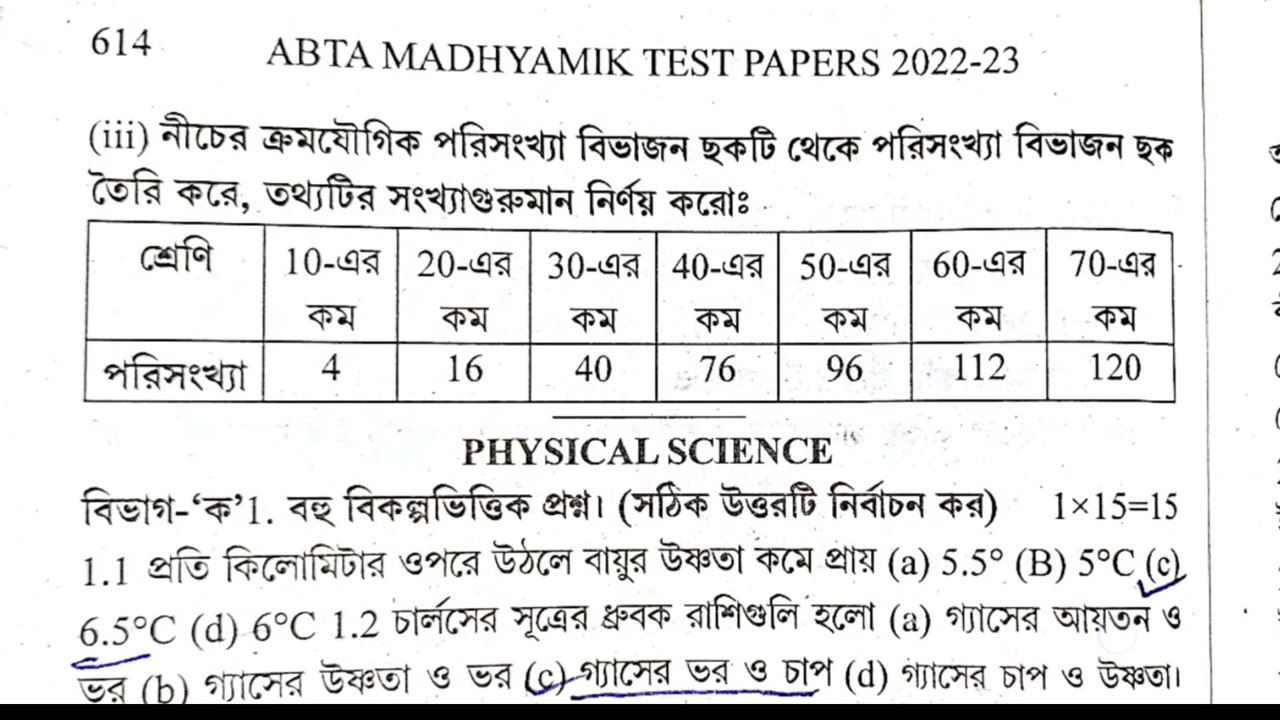 614 ABTA MADHYAMIK TEST PAPERS 2022-23
(iii) নীচের ক্রমযৌগিক পরিসংখ্যা বিভাজন ছকটি থেকে পরিসংখ্যা বিভাজন ছক
তৈরি করে, তথ্যটির সংখ্যাগুরুমান নির্ণয় করোঃ
শ্রেণি 10-এর 20-এর 30-এর 40-এর 50-এর 60-এর 70-এর
কম কম কম কম কম কম কম
পরিসংখ্যা 4 16 40 76 96 112 120
PHYSICAL SCIENCE
বিভাগ-‘ক’1. বহু বিকল্পভিত্তিক প্রশ্ন। (সঠিক উত্তরটি নির্বাচন কর) 1×15=15
1.1 প্রতি কিলোমিটার ওপরে উঠলে বায়ুর উষ্ণতা কমে প্রায় (a) 5.5° (B) 5°C (c)
6.5°C (d) 6°C 1.2 চার্লসের সূত্রের ধ্রুবক রাশিগুলি হলো (a) গ্যাসের আয়তন ও
ভর (b) গ্যাসের উষ্ণতা ও ভর (c) গ্যাসের ভর ও চাপ (d) গ্যাসের চাপ ও উষ্ণতা।